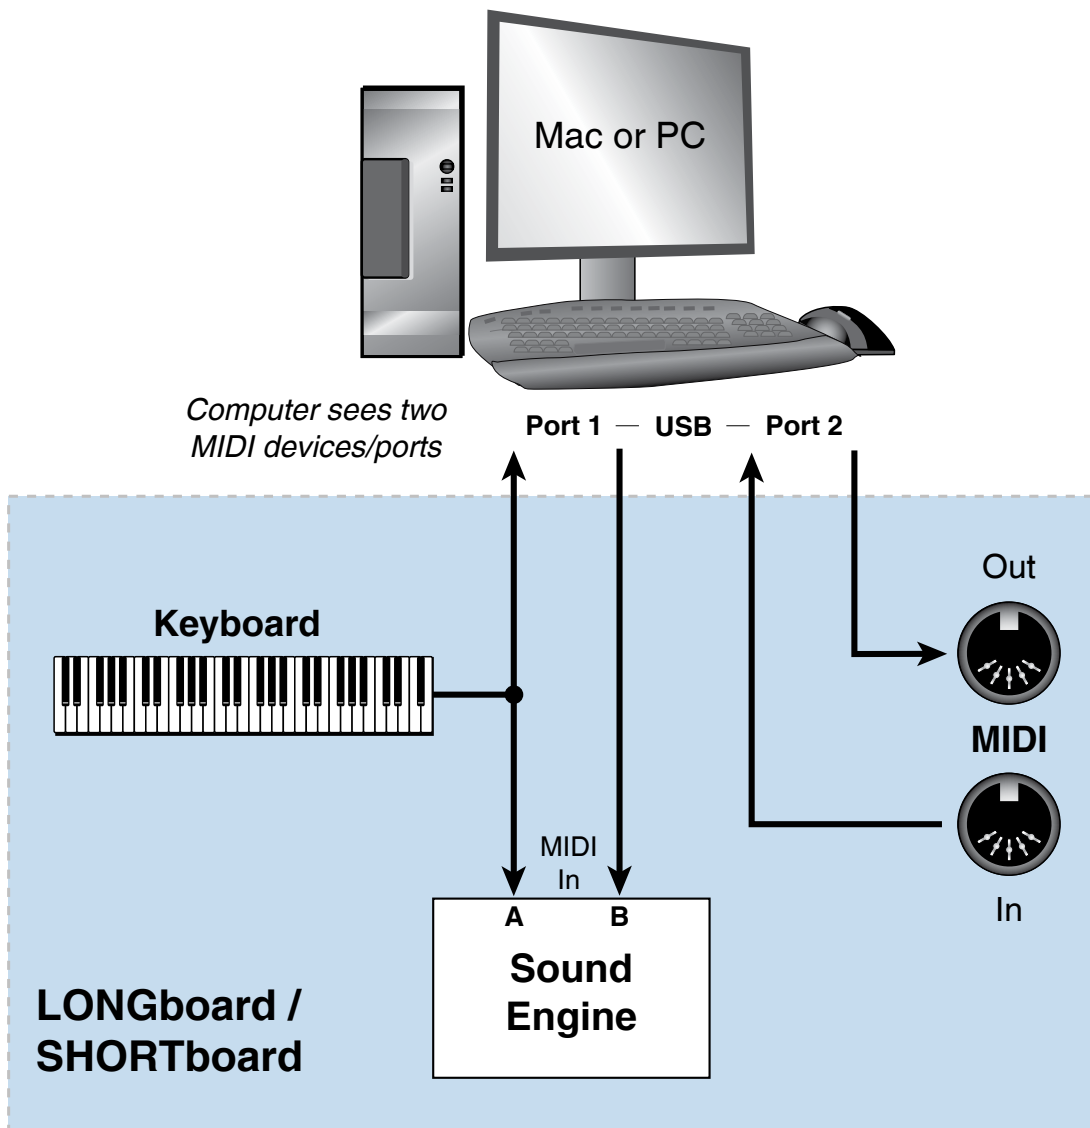 Mac or PC
Computer sees two
MIDI devices/ports
Port 1 — USB — Port 2
Out
Keyboard
MIDI
MIDI
In
In
A B
Sound
Engine
LONGboard /
SHORTboard